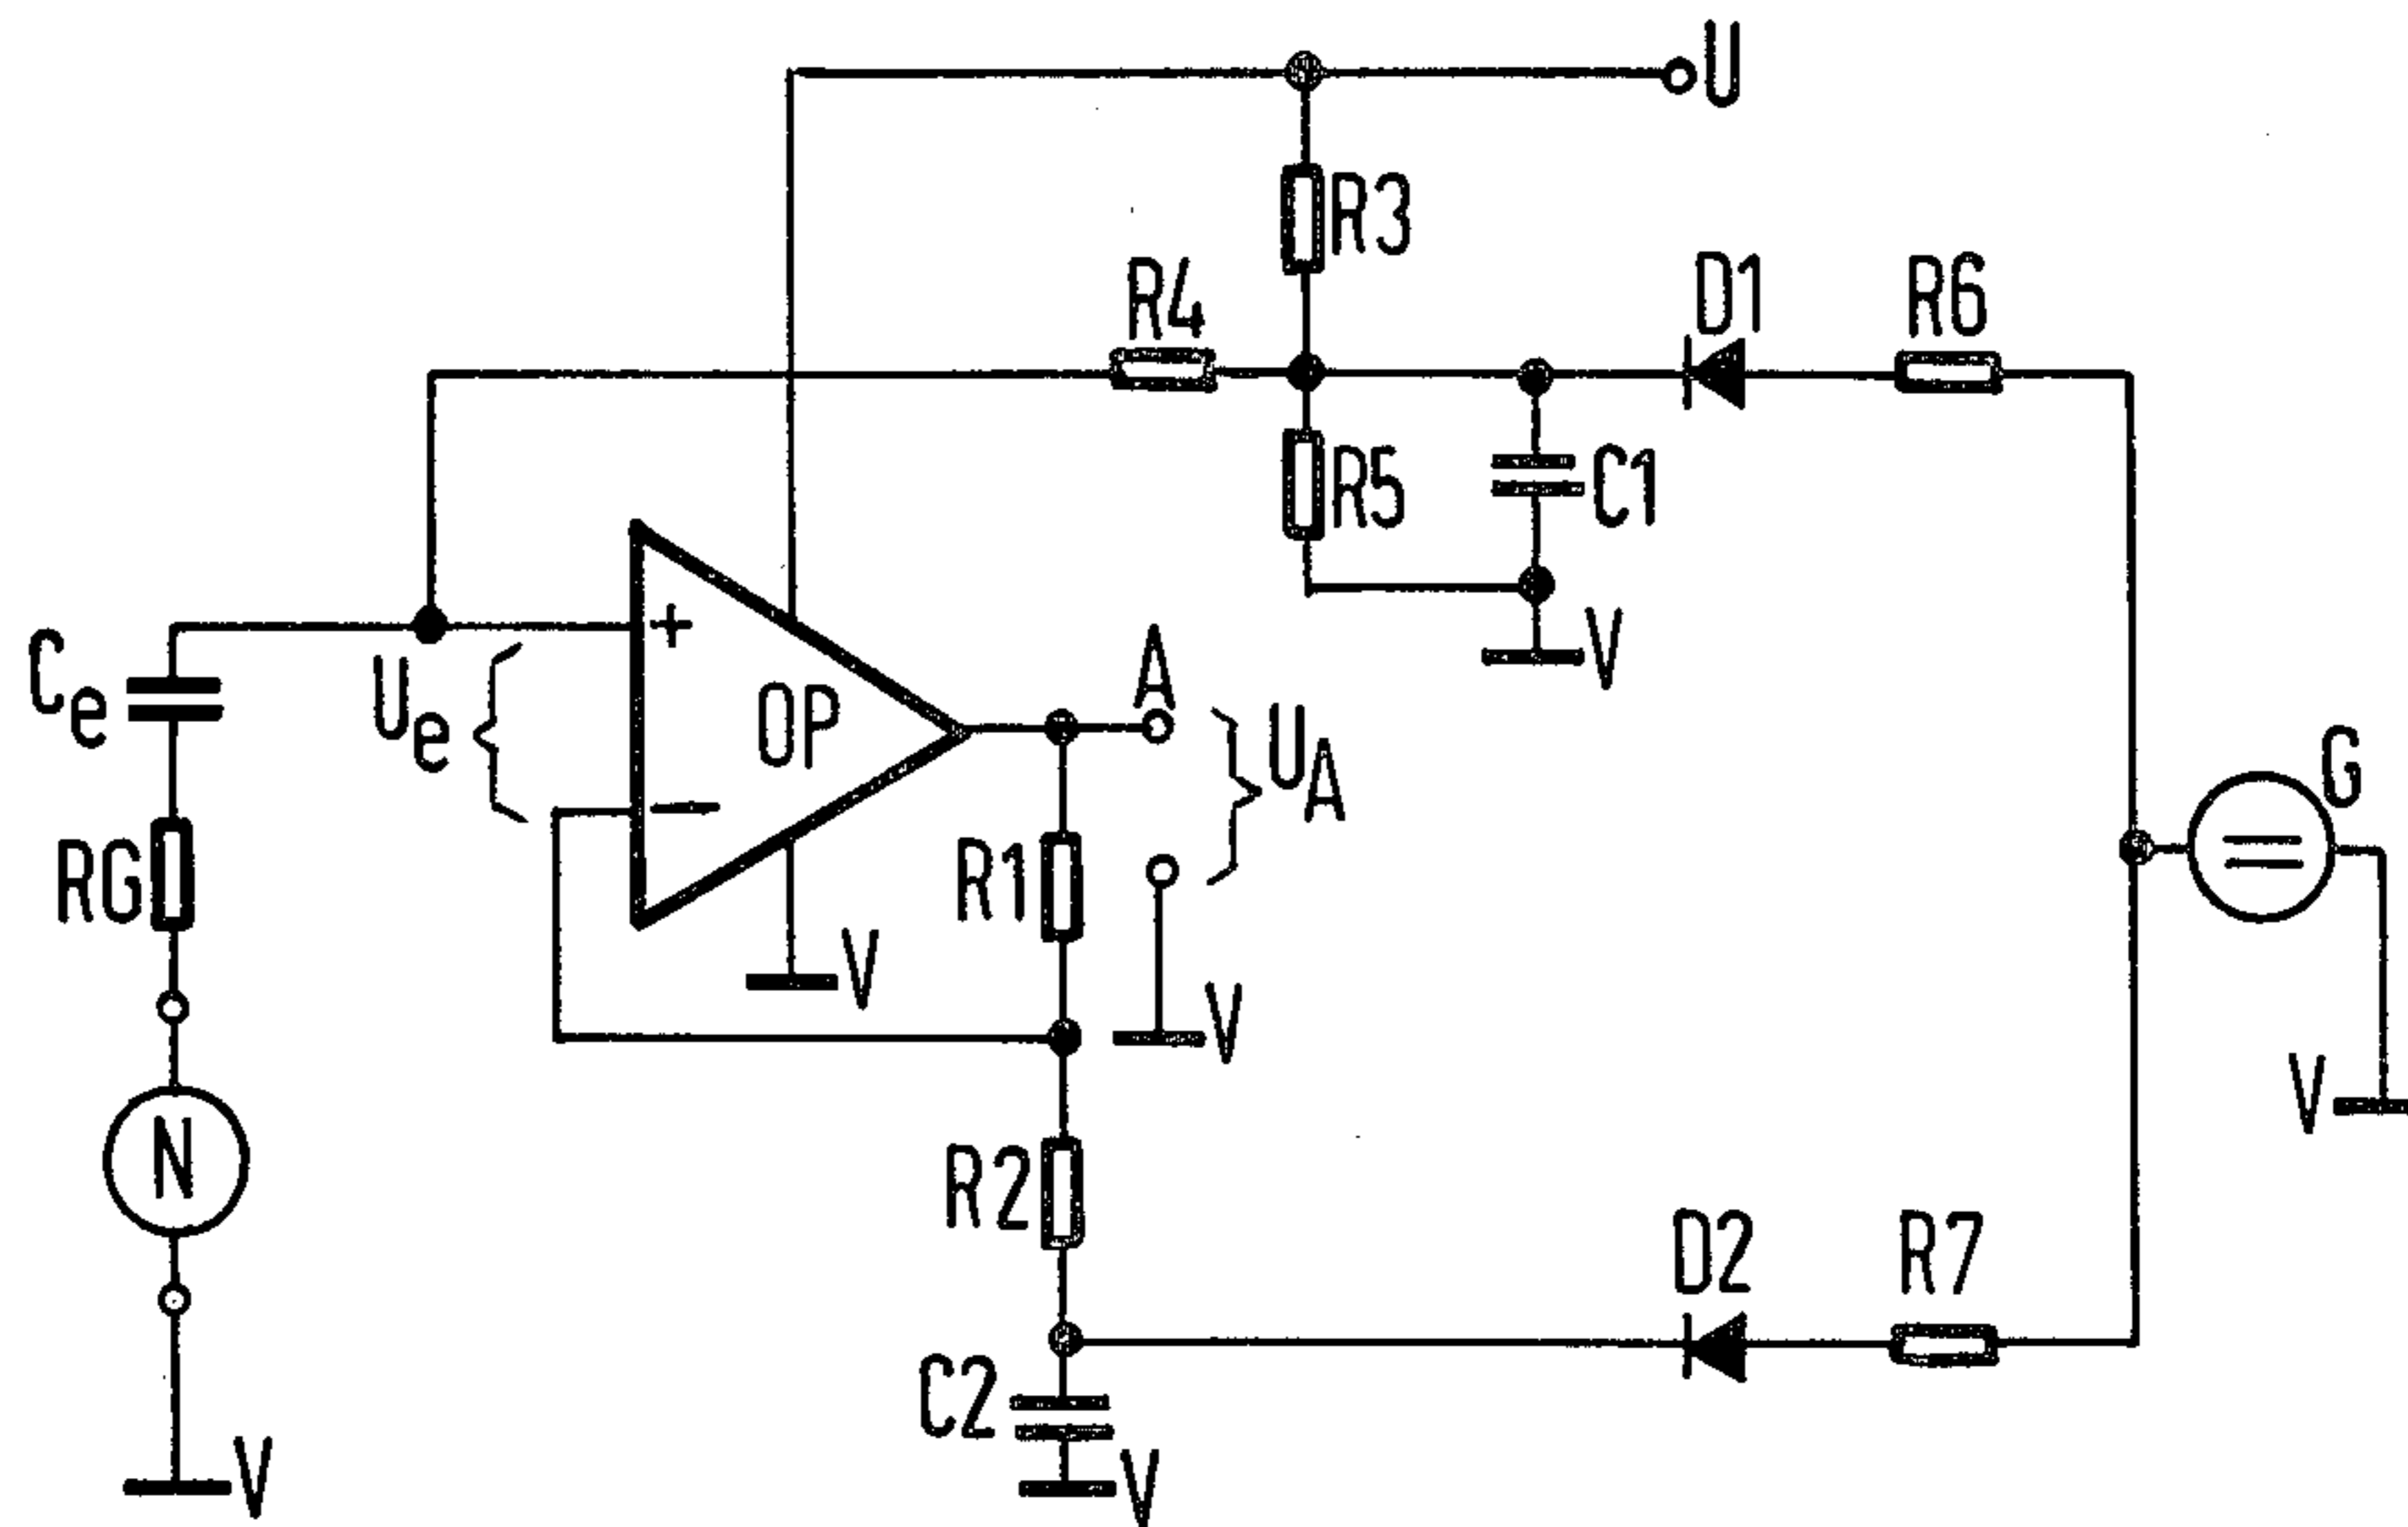 U
R3
R4
D1
R6
R5
C1
V
+
Ce
Ue
OP
A
UA
G
=
−
RG
R1
V
V
V
N
R2
D2
R7
C2
V
V